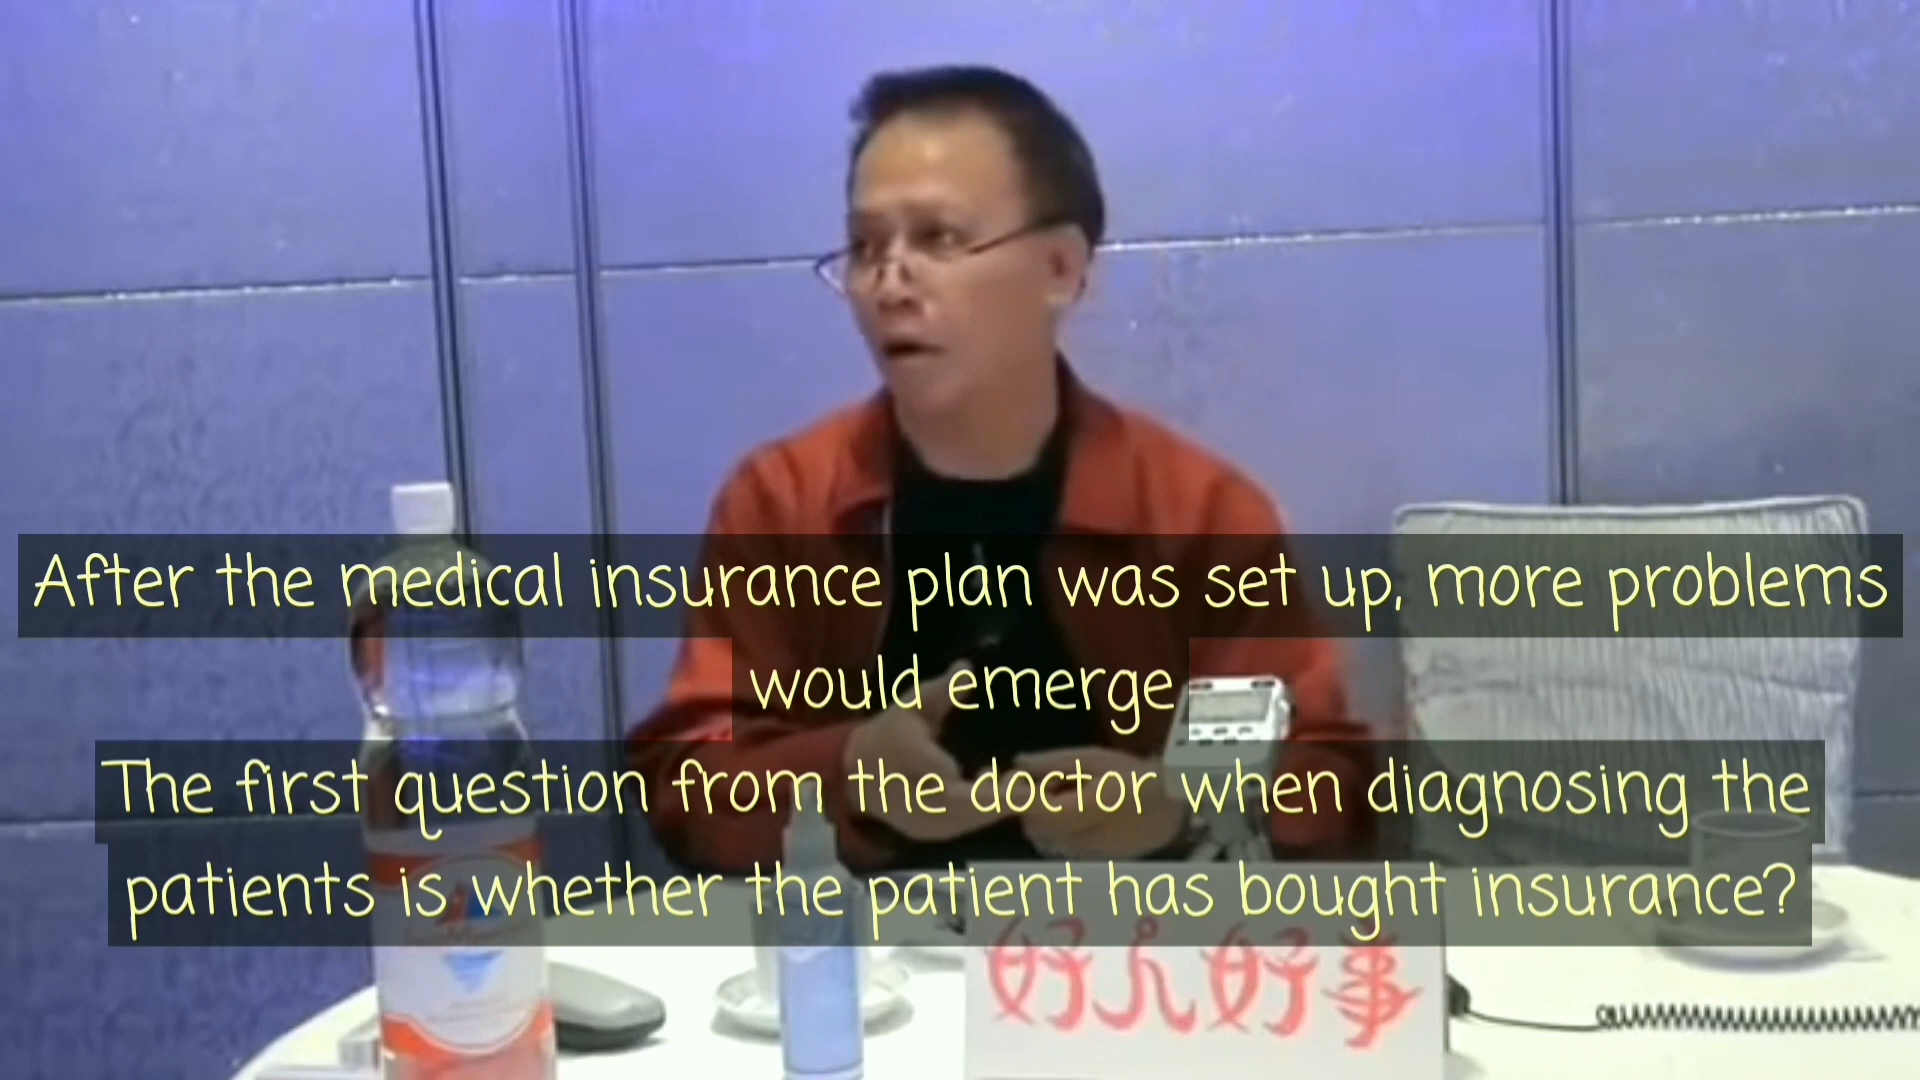 After the medical insurance plan was set up, more problems
would emerge
The first question from the doctor when diagnosing the
patients is whether the patient has bought insurance?
好人好事